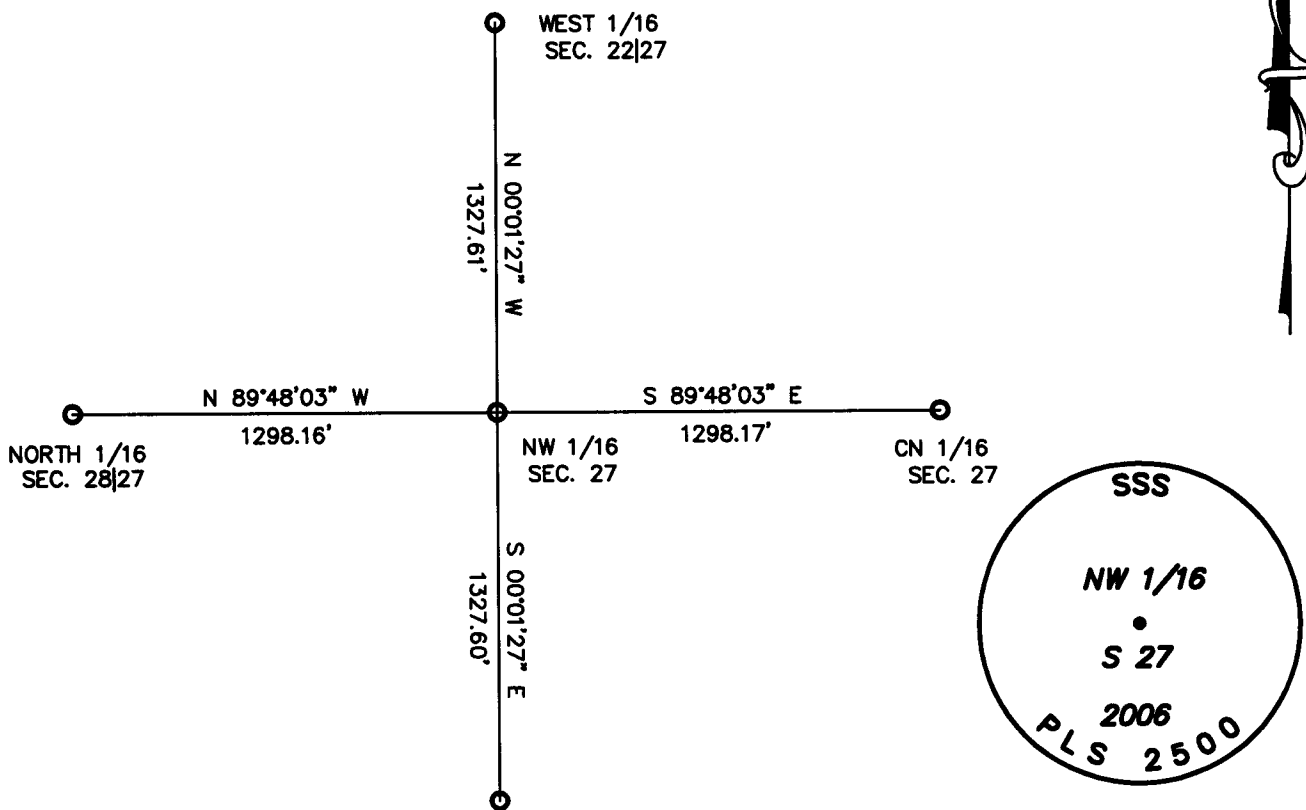 WEST 1/16
SEC. 22|27
N 00°01'27" W
1327.61'
N 89°48'03" W
1298.16'
S 89°48'03" E
1298.17'
NORTH 1/16
SEC. 28|27
NW 1/16
SEC. 27
CN 1/16
SEC. 27
S 00°01'27" E
1327.60'
SSS
NW 1/16
S 27
2006
PLS 2500